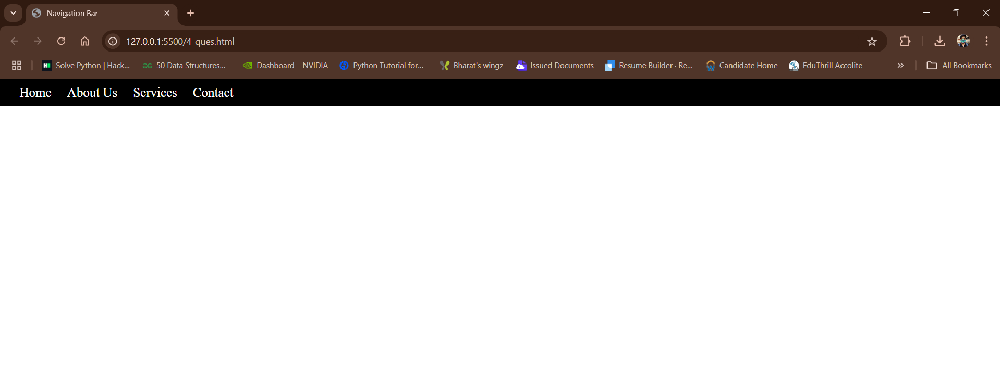 Navigation Bar
127.0.0.1:5500/4-ques.html
Solve Python | Hack... 50 Data Structures... Dashboard – NVIDIA Python Tutorial for... Bharat's wingz Issued Documents Resume Builder · Re... Candidate Home EduThrill Accolite All Bookmarks
Home About Us Services Contact